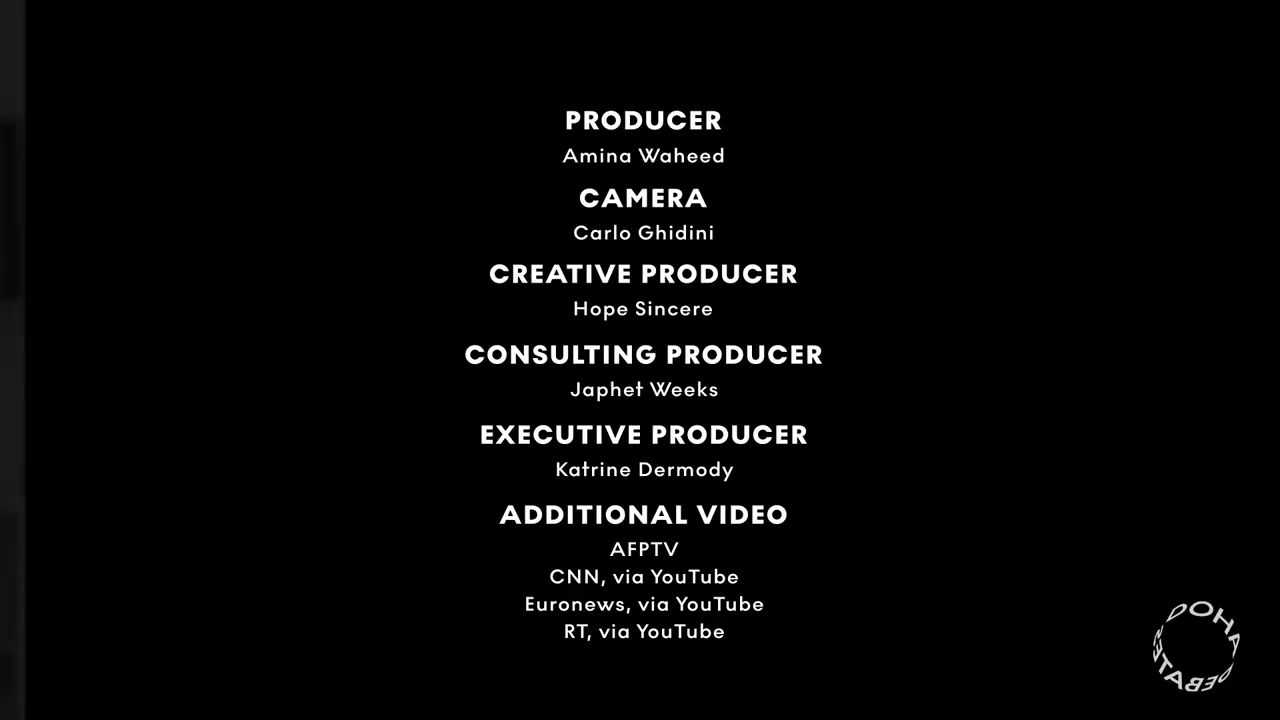 PRODUCER
Amina Waheed
CAMERA
Carlo Ghidini
CREATIVE PRODUCER
Hope Sincere
CONSULTING PRODUCER
Japhet Weeks
EXECUTIVE PRODUCER
Katrine Dermody
ADDITIONAL VIDEO
AFPTV
CNN, via YouTube
Euronews, via YouTube
RT, via YouTube
DOHA DEBATES